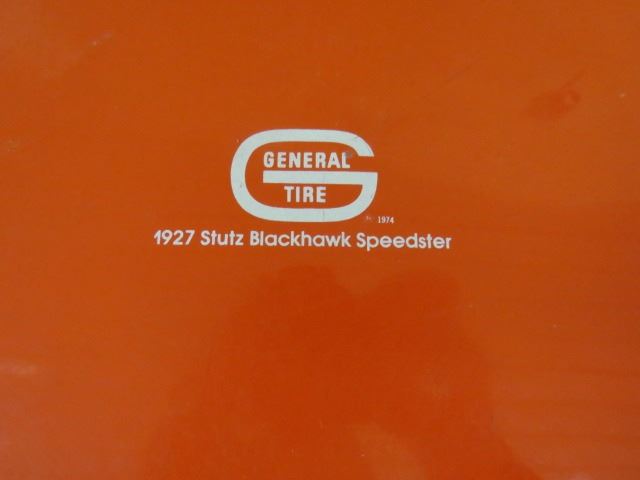 GENERAL
TIRE
1974
1927 Stutz Blackhawk Speedster